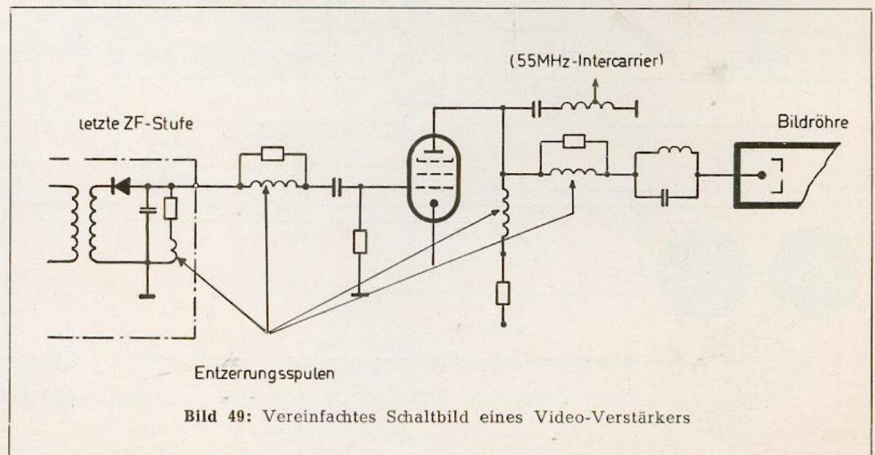 (55MHz-Intercarrier)
letzte ZF-Stufe
Bildröhre
Entzerrungsspulen
Bild 49: Vereinfachtes Schaltbild eines Video-Verstärkers